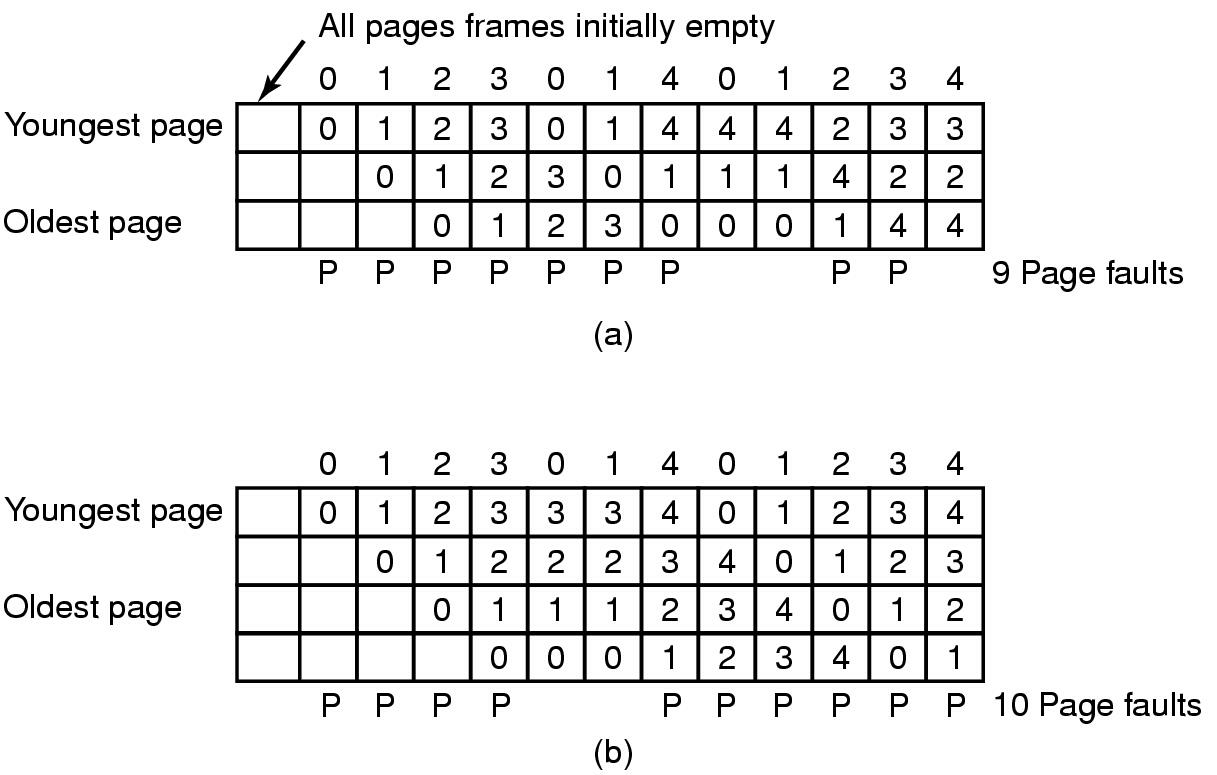 All pages frames initially empty
0 1 2 3 0 1 4 0 1 2 3 4
Youngest page 0 1 2 3 0 1 4 4 4 2 3 3
0 1 2 3 0 1 1 1 4 2 2
Oldest page 0 1 2 3 0 0 0 1 4 4
P P P P P P P P P 9 Page faults
(a)
0 1 2 3 0 1 4 0 1 2 3 4
Youngest page 0 1 2 3 3 3 4 0 1 2 3 4
0 1 2 2 2 3 4 0 1 2 3
Oldest page 0 1 1 1 2 3 4 0 1 2
0 0 0 1 2 3 4 0 1
P P P P P P P P P P 10 Page faults
(b)